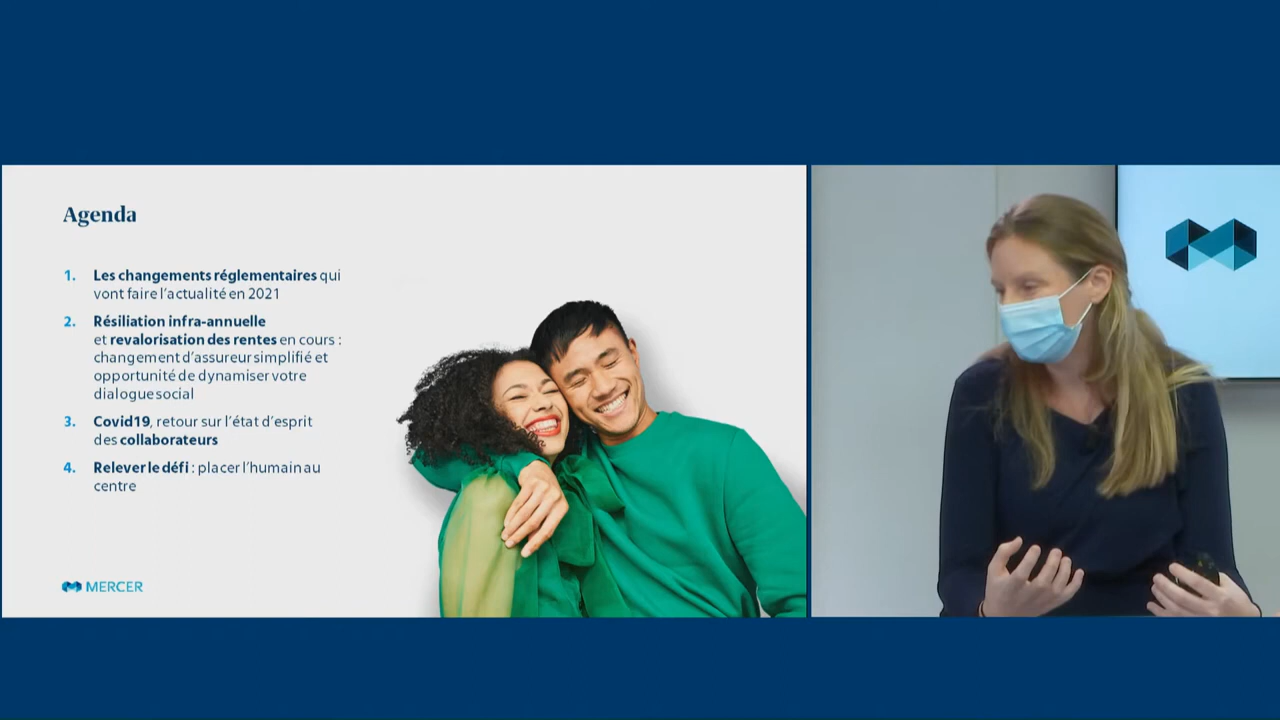 Agenda
1. Les changements réglementaires qui
vont faire l'actualité en 2021
2. Résiliation infra-annuelle
et revalorisation des rentes en cours :
changement d'assureur simplifié et
opportunité de dynamiser votre
dialogue social
3. Covid19, retour sur l'état d'esprit
des collaborateurs
4. Relever le défi : placer l'humain au
centre
MERCER